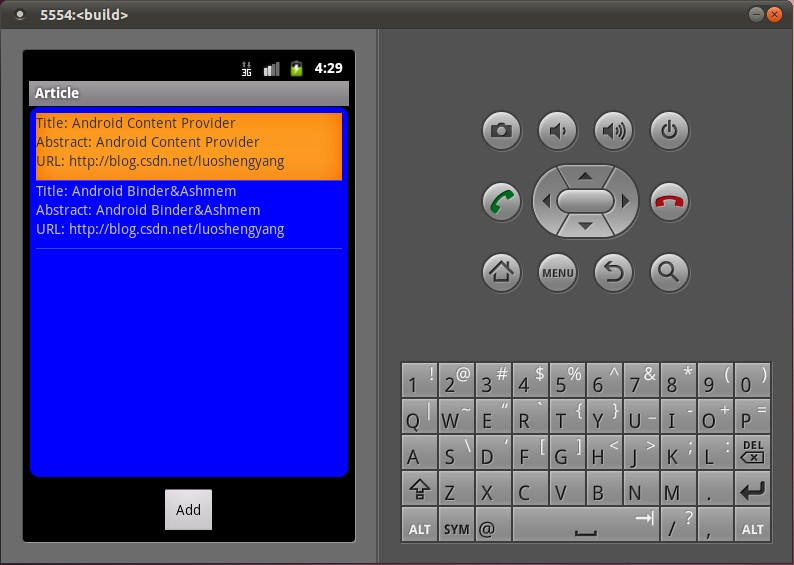 5554:<build>
3G 4:29
Article
Title: Android Content Provider
Abstract: Android Content Provider
URL: http://blog.csdn.net/luoshengyang
Title: Android Binder&Ashmem
Abstract: Android Binder&Ashmem
URL: http://blog.csdn.net/luoshengyang
Add
MENU
1 ! 2 @ 3 # 4 $ 5 % 6 ^ 7 & 8 * 9 ( 0 )
Q | W ~ E “ R ` T { Y } U _ I - O + P =
A S \ D ‘ F [ G ] H < J > K ; L : DEL
Z X C V B N M .
ALT SYM @ / ? , ALT